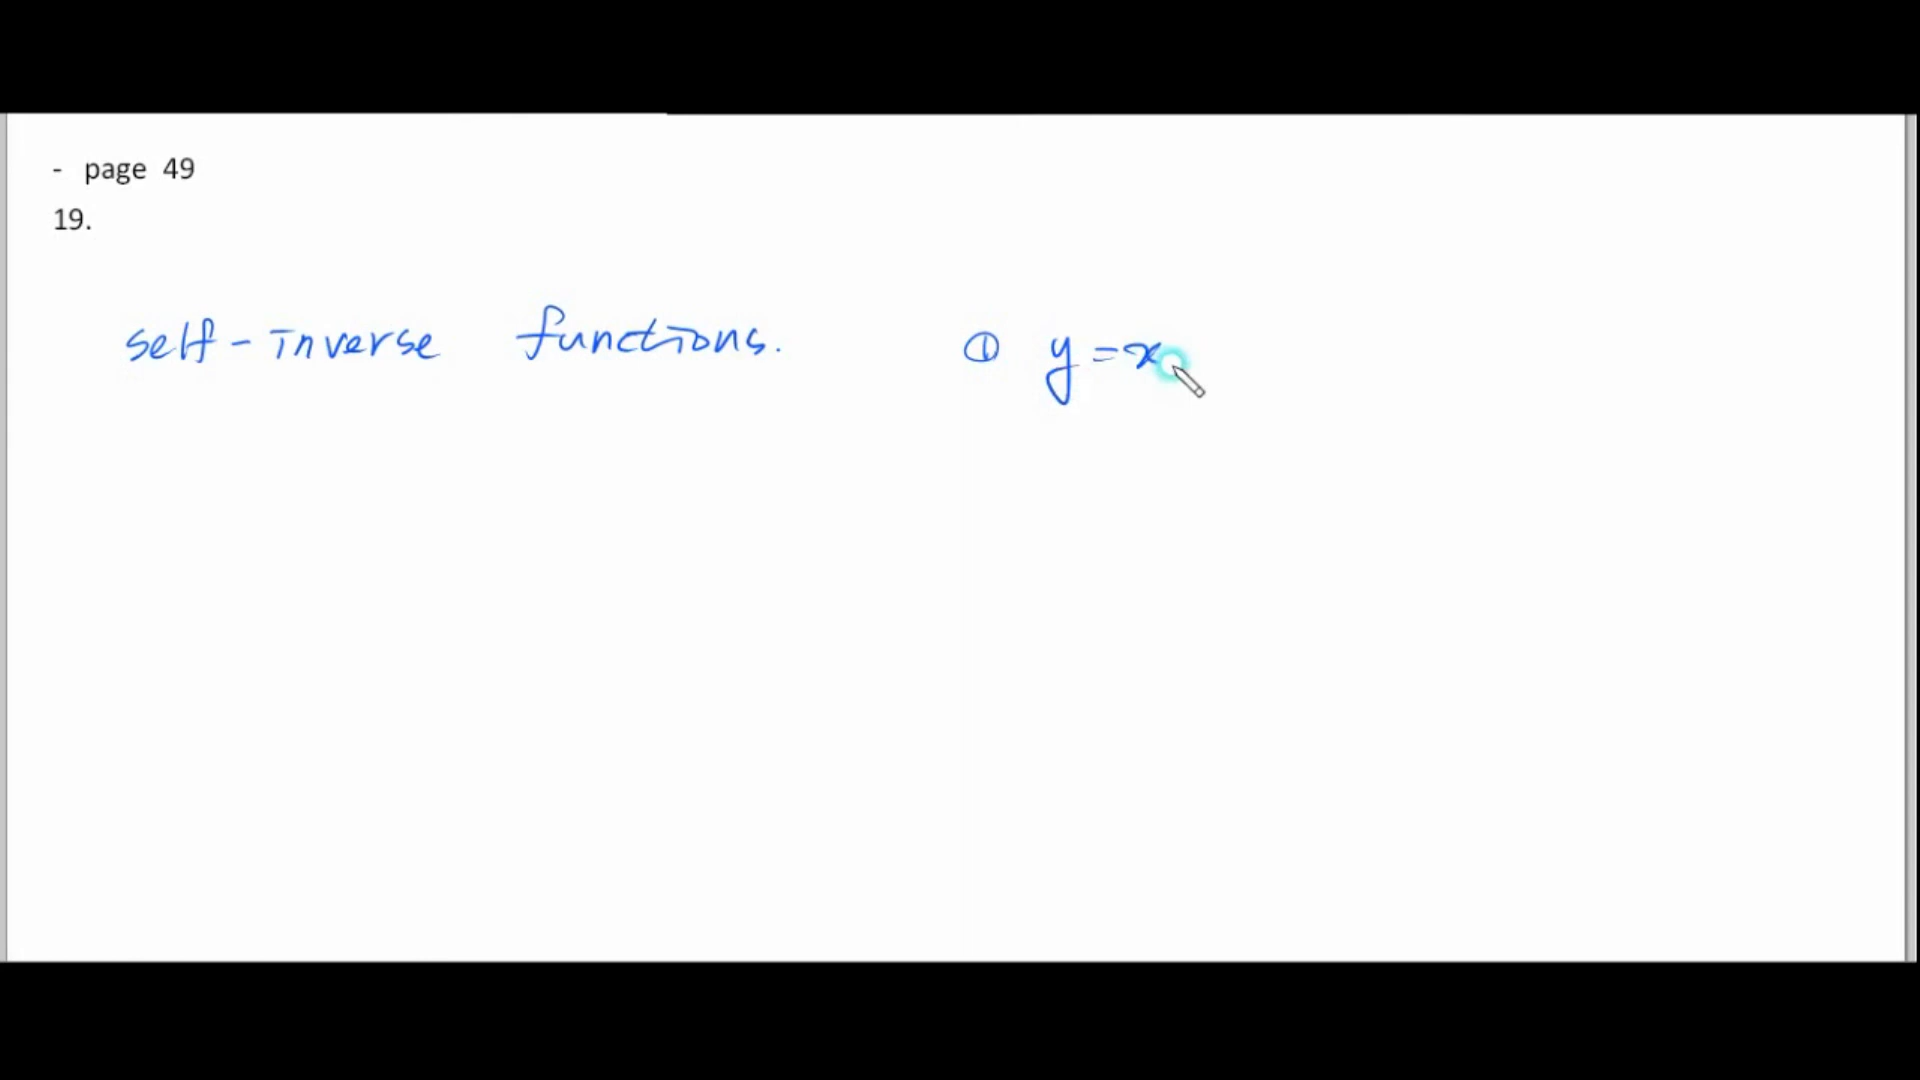 - page 49
19.
self-inverse functions. ① y=x